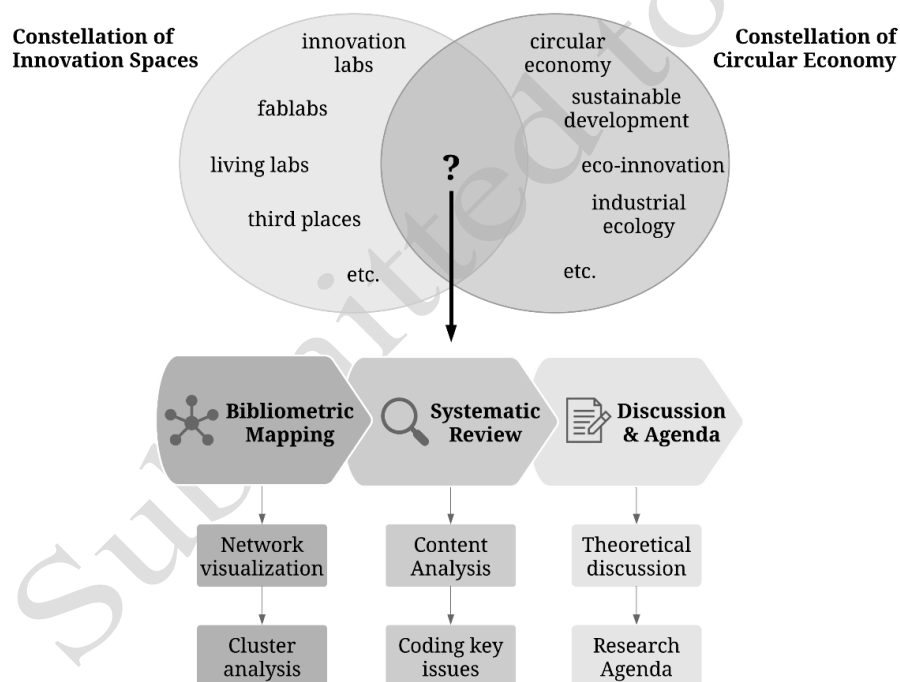 Constellation of
Innovation Spaces
Constellation of
Circular Economy
innovation
labs
fablabs
living labs
third places
etc.
?
circular
economy
sustainable
development
eco-innovation
industrial
ecology
etc.
Bibliometric
Mapping
Systematic
Review
Discussion
& Agenda
Network
visualization
Content
Analysis
Theoretical
discussion
Cluster
analysis
Coding key
issues
Research
Agenda
Submitted to